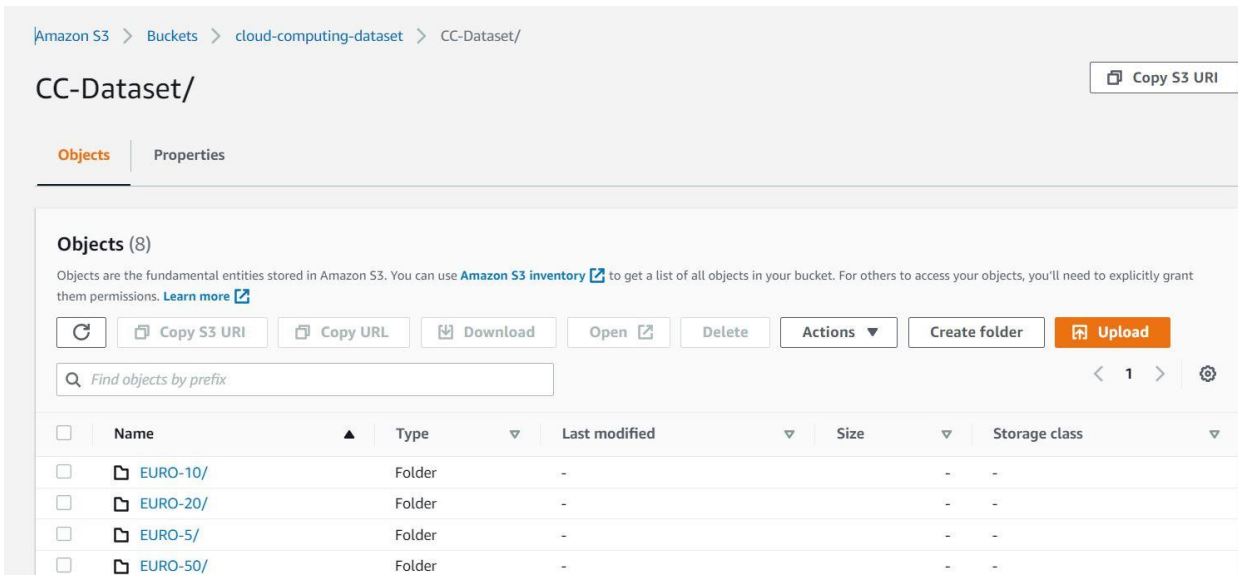 Amazon S3 > Buckets > cloud-computing-dataset > CC-Dataset/
CC-Dataset/
Copy S3 URI
Objects Properties
Objects (8)
Objects are the fundamental entities stored in Amazon S3. You can use Amazon S3 inventory to get a list of all objects in your bucket. For others to access your objects, you'll need to explicitly grant
them permissions. Learn more
Copy S3 URI Copy URL Download Open Delete Actions Create folder Upload
Find objects by prefix
< 1 >
Name Type Last modified Size Storage class
EURO-10/ Folder - - -
EURO-20/ Folder - - -
EURO-5/ Folder - - -
EURO-50/ Folder - - -